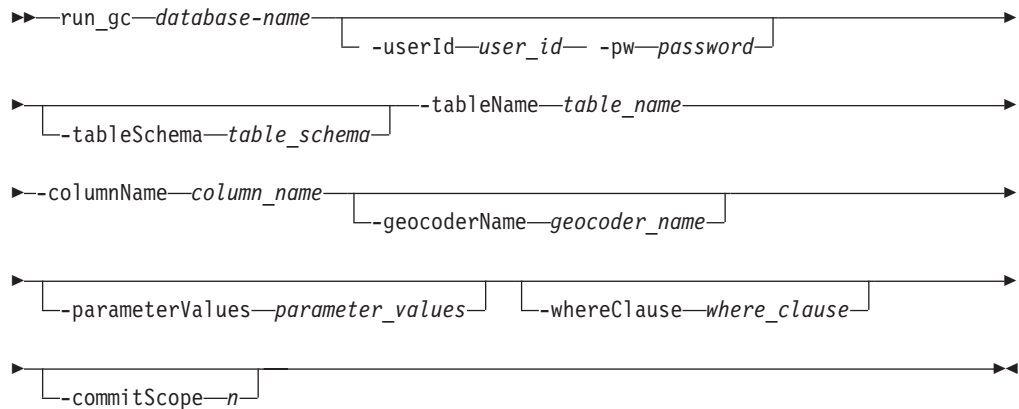 run_gc database-name
-userId user_id -pw password
-tableName table_name
-tableSchema table_schema
-columnName column_name
-geocoderName geocoder_name
-parameterValues parameter_values -whereClause where_clause
-commitScope n